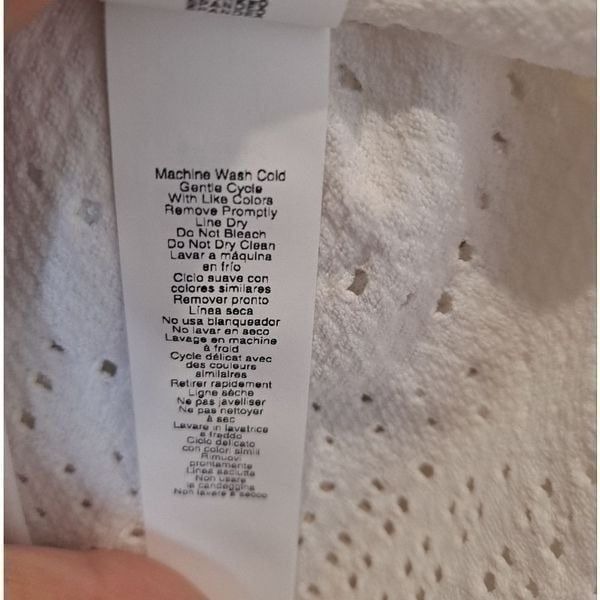 Machine Wash Cold
Gentle Cycle
With Like Colors
Remove Promptly
Line Dry
Do Not Bleach
Do Not Dry Clean
Lavar a máquina
en frío
Ciclo suave con
colores similares
Remover pronto
Línea seca
No usa blanqueador
No lavar en seco
Lavage en machine
à froid
Cycle délicat avec
des couleurs
similaires
Retirer rapidement
Ligne sèche
Ne pas javelliser
Ne pas nettoyer
à sec
Lavare in lavatrice
a freddo
Ciclo delicato
con colori simili
Rimuovi
prontamente
Linea asciutta
Non usare
la candeggina
Non lavare a secco